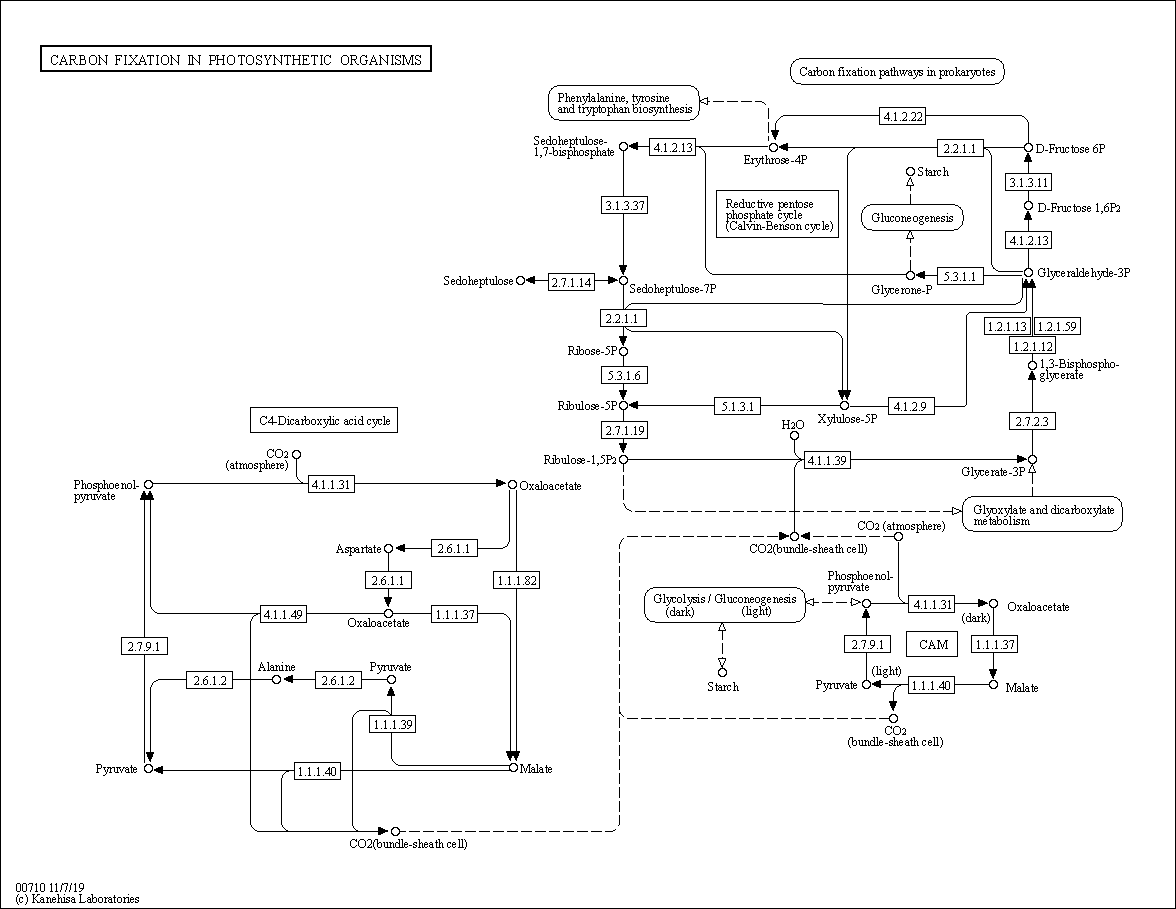 CARBON FIXATION IN PHOTOSYNTHETIC ORGANISMS
Carbon fixation pathways in prokaryotes
Phenylalanine, tyrosine
and tryptophan biosynthesis
4.1.2.22
Sedoheptulose-
1,7-bisphosphate
4.1.2.13
Erythrose-4P
2.2.1.1
D-Fructose 6P
Starch
3.1.3.11
3.1.3.37
Reductive pentose
phosphate cycle
(Calvin-Benson cycle)
Gluconeogenesis
D-Fructose 1,6P2
4.1.2.13
Sedoheptulose
2.7.1.14
Sedoheptulose-7P
Glycerone-P
5.3.1.1
Glyceraldehyde-3P
2.2.1.1
1.2.1.13
1.2.1.59
1.2.1.12
Ribose-5P
5.3.1.6
1,3-Bisphospho-
glycerate
Ribulose-5P
5.1.3.1
Xylulose-5P
4.1.2.9
2.7.1.19
H2O
2.7.2.3
Ribulose-1,5P2
4.1.1.39
Glycerate-3P
Glyoxylate and dicarboxylate
metabolism
C4-Dicarboxylic acid cycle
CO2
(atmosphere)
Phosphoenol-
pyruvate
4.1.1.31
Oxaloacetate
CO2 (atmosphere)
CO2(bundle-sheath cell)
Aspartate
2.6.1.1
2.6.1.1
1.1.1.82
4.1.1.49
Oxaloacetate
1.1.1.37
2.7.9.1
Alanine
2.6.1.2
2.6.1.2
Pyruvate
1.1.1.39
Pyruvate
1.1.1.40
Malate
CO2(bundle-sheath cell)
Phosphoenol-
pyruvate
Glycolysis / Gluconeogenesis
(dark)
(light)
4.1.1.31
Oxaloacetate
(dark)
2.7.9.1
CAM
1.1.1.37
Starch
(light)
Pyruvate
1.1.1.40
Malate
CO2
(bundle-sheath cell)
00710 11/7/19
(c) Kanehisa Laboratories